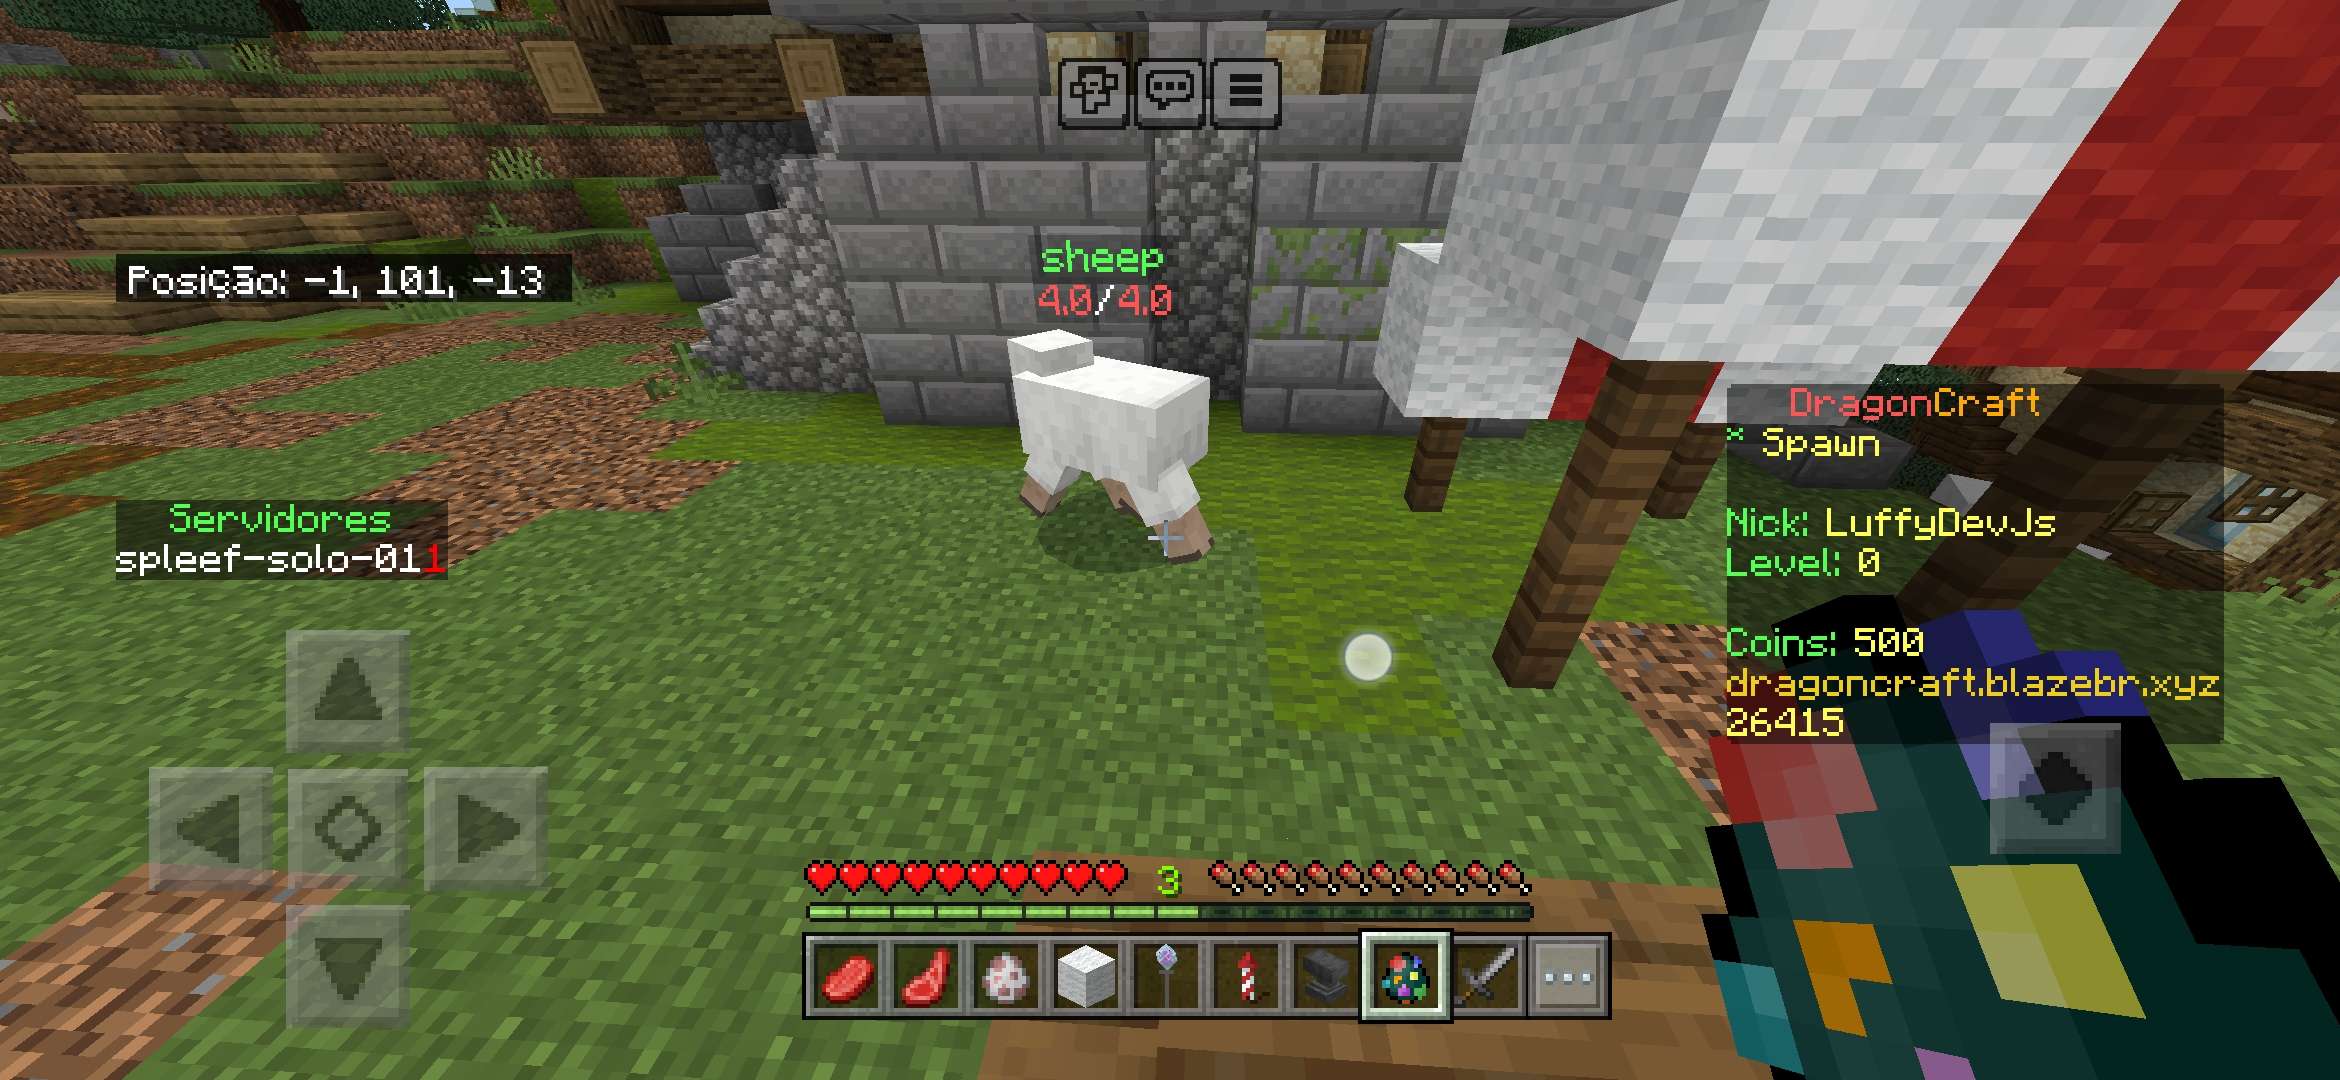 sheep
4.0/4.0
Posição: -1, 101, -13
Servidores
spleef-solo-011
DragonCraft
* Spawn
Nick: LuffyDevJs
Level: 0
Coins: 500
dragoncraft.blazebr.xyz
26415
3